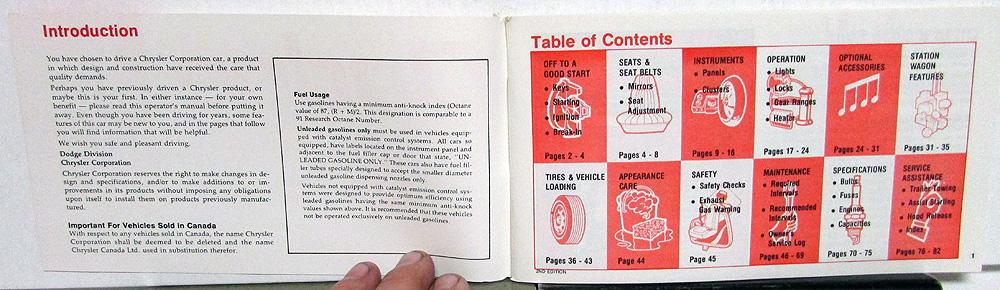 Introduction
You have chosen to drive a Chrysler Corporation car, a product
in which design and construction have received the care that
quality demands.
Perhaps you have previously driven a Chrysler product, or
maybe this is your first. In either instance — for your own
benefit — please read this operator's manual before putting it
away. Even though you have been driving for years, some fea-
tures of this car may be new to you, and in the pages that follow
you will find information that will be helpful.
We wish you safe and pleasant driving.
Dodge Division
Chrysler Corporation
Chrysler Corporation reserves the right to make changes in de-
sign and specifications, and/or to make additions to or im-
provements in its products without imposing any obligations
upon itself to install them on products previously manufac-
tured.
Important For Vehicles Sold in Canada
With respect to any vehicles sold in Canada, the name Chrysler
Corporation shall be deemed to be deleted and the name
Chrysler Canada Ltd. used in substitution therefor.
Fuel Usage
Use gasolines having a minimum anti-knock index (Octane
value of 87, (R + M)/2. This designation is comparable to a
91 Research Octane Number.
Unleaded gasolines only must be used in vehicles equip-
ped with catalyst emission control systems. All cars so
equipped, have labels located on the instrument panel and
adjacent to the fuel filler cap or door that state, "UN-
LEADED GASOLINE ONLY." These cars also have fuel fil-
ler tubes specially designed to accept the smaller diameter
unleaded gasoline dispensing nozzles only.
Vehicles not equipped with catalyst emission control sys-
tems were designed to provide optimum efficiency using
leaded gasolines having the same minimum anti-knock
values shown above. It is recommended that these vehicles
not be operated exclusively on unleaded gasolines.
Table of Contents
OFF TO A
GOOD START
• Keys
• Starting
• Ignition
• Break-In
Pages 2 - 4
SEATS &
SEAT BELTS
• Mirrors
• Seat
Adjustment
Pages 4 - 8
INSTRUMENTS
• Panels
• Clusters
Pages 9 - 16
OPERATION
• Lights
• Locks
• Gear Ranges
• Heater
Pages 17 - 24
OPTIONAL
ACCESSORIES
Pages 24 - 31
STATION
WAGON
FEATURES
Pages 31 - 35
TIRES & VEHICLE
LOADING
Pages 36 - 43
APPEARANCE
CARE
Page 44
SAFETY
• Safety Checks
• Exhaust
Gas Warning
Page 45
MAINTENANCE
• Required
Intervals
• Recommended
Intervals
• Owner's
Service Log
Pages 46 - 69
SPECIFICATIONS
• Bulbs
• Fuses
• Engines
• Capacities
Pages 70 - 75
SERVICE
ASSISTANCE
• Trailer Towing
• Assist Starting
• Hood Release
• Index
Pages 76 - 82
2ND EDITION
1